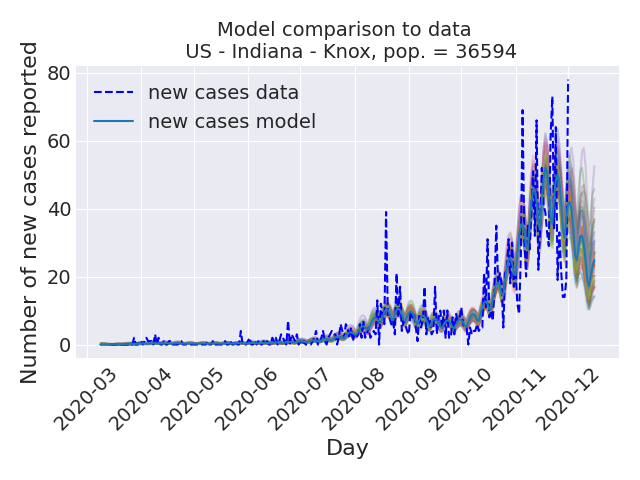 Model comparison to data
US - Indiana - Knox, pop. = 36594
Number of new cases reported
80
60
40
20
0
new cases data
new cases model
2020-03
2020-04
2020-05
2020-06
2020-07
2020-08
2020-09
2020-10
2020-11
2020-12
Day